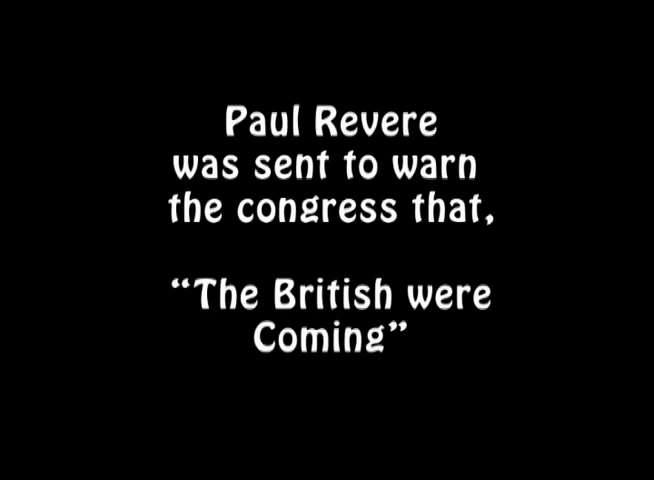 Paul Revere
was sent to warn
the congress that,
“The British were
Coming”